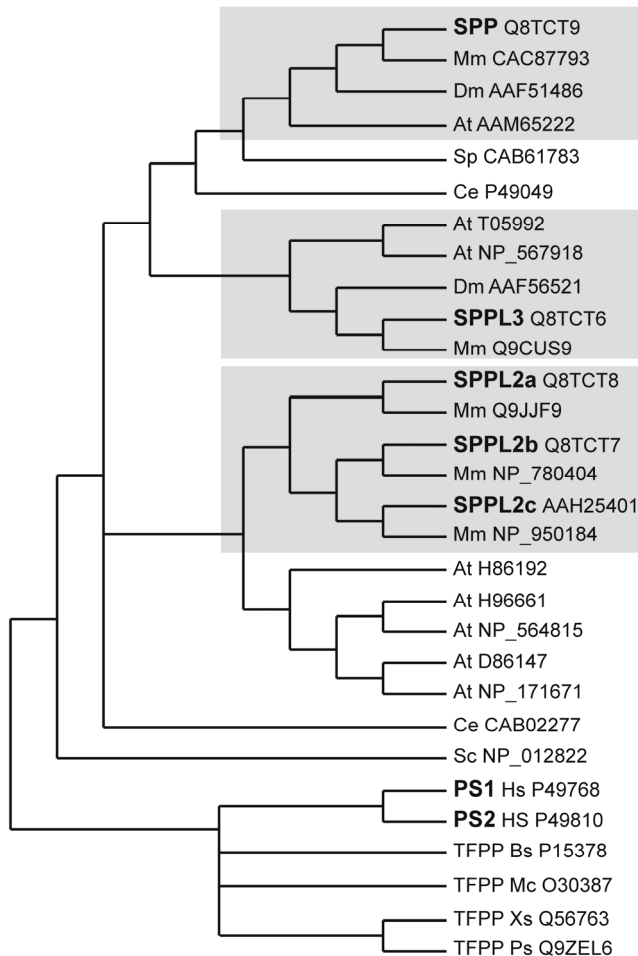 SPP Q8TCT9
Mm CAC87793
Dm AAF51486
At AAM65222
Sp CAB61783
Ce P49049
At T05992
At NP_567918
Dm AAF56521
SPPL3 Q8TCT6
Mm Q9CUS9
SPPL2a Q8TCT8
Mm Q9JJF9
SPPL2b Q8TCT7
Mm NP_780404
SPPL2c AAH25401
Mm NP_950184
At H86192
At H96661
At NP_564815
At D86147
At NP_171671
Ce CAB02277
Sc NP_012822
PS1 Hs P49768
PS2 HS P49810
TFPP Bs P15378
TFPP Mc O30387
TFPP Xs Q56763
TFPP Ps Q9ZEL6